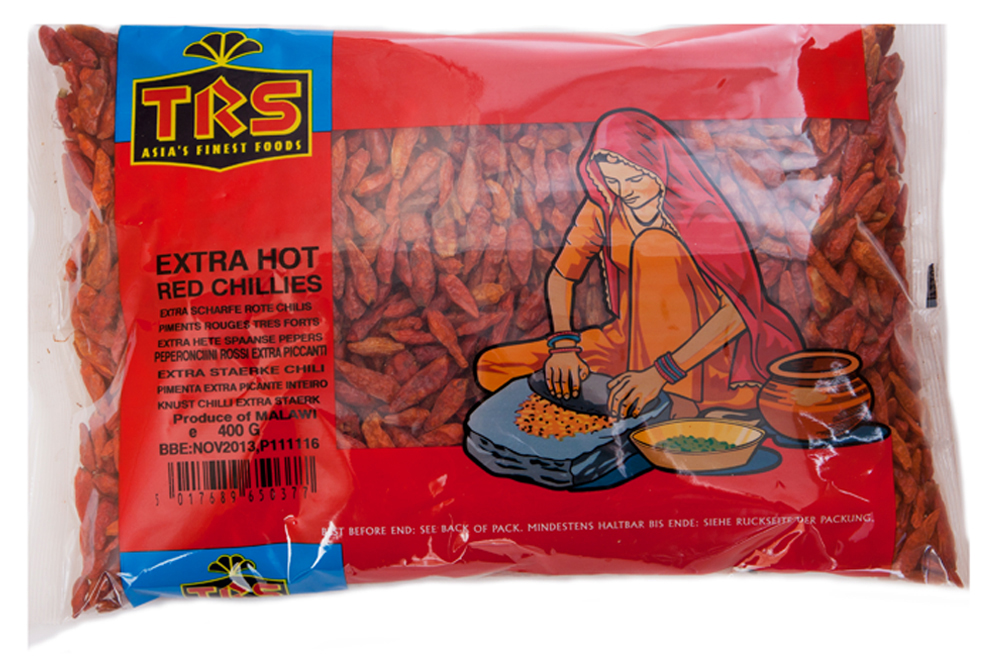 TRS
ASIA'S FINEST FOODS
EXTRA HOT
RED CHILLIES
EXTRA SCHARFE ROTE CHILIS
PIMENTS ROUGES TRES FORTS
EXTRA HETE SPAANSE PEPERS
PEPERONCIINI ROSSI EXTRA PICCANTI
EXTRA STAERKE CHILI
PIMENTA EXTRA PICANTE INTEIRO
KNUST CHILLI EXTRA STAERK
Produce of MALAWI
e 400 G
BBE:NOV2013,P111116
5 017689 650377
BEST BEFORE END: SEE BACK OF PACK. MINDESTENS HALTBAR BIS ENDE: SIEHE RUCKSEITE DER PACKUNG.
TRS